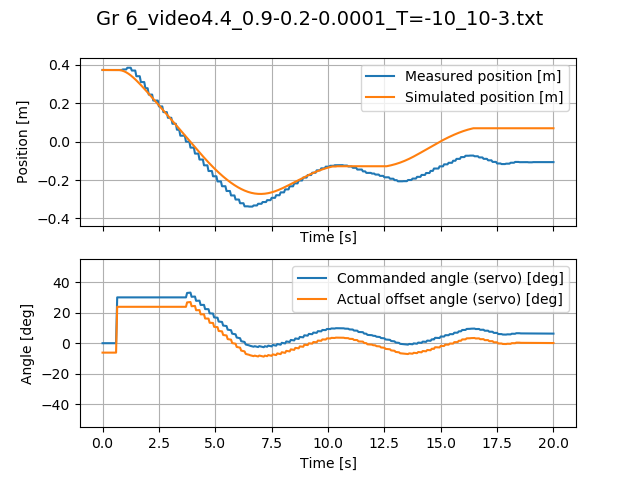 Gr 6_video4.4_0.9-0.2-0.0001_T=-10_10-3.txt
Measured position [m]
Simulated position [m]
0.4
0.2
0.0
−0.2
−0.4
Position [m]
Time [s]
Commanded angle (servo) [deg]
Actual offset angle (servo) [deg]
40
20
0
−20
−40
Angle [deg]
0.0 2.5 5.0 7.5 10.0 12.5 15.0 17.5 20.0
Time [s]